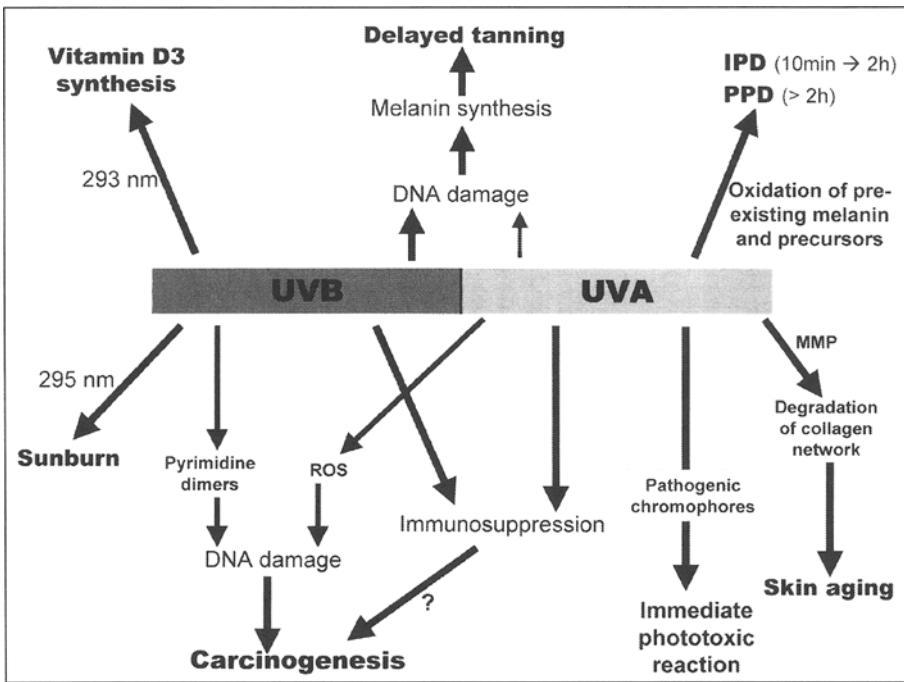 Vitamin D3
synthesis
Delayed tanning
IPD (10min → 2h)
PPD (> 2h)
Melanin synthesis
293 nm
DNA damage
Oxidation of pre-
existing melanin
and precursors
UVB
UVA
295 nm
MMP
Sunburn
Pyrimidine
dimers
ROS
Degradation
of collagen
network
Pathogenic
chromophores
Immunosuppression
DNA damage
Skin aging
?
Immediate
phototoxic
reaction
Carcinogenesis